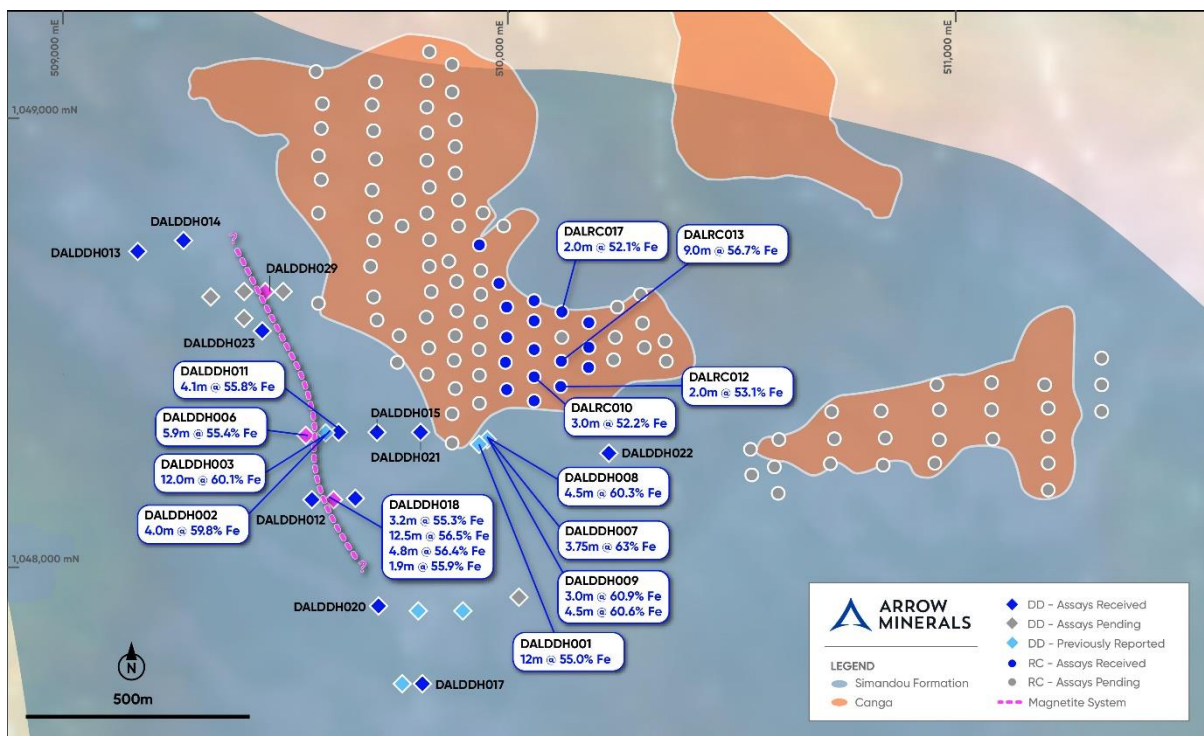 509,000 mE
510,000 mE
511,000 mE
1,049,000 mN
DALDDH014
DALDDH013
DALDDH029
DALRC017
2.0m @ 52.1% Fe
DALRC013
9.0m @ 56.7% Fe
DALDDH023
DALDDH011
4.1m @ 55.8% Fe
DALRC012
2.0m @ 53.1% Fe
DALDDH006
5.9m @ 55.4% Fe
DALDDH015
DALRC010
3.0m @ 52.2% Fe
DALDDH021
DALDDH022
DALDDH003
12.0m @ 60.1% Fe
DALDDH008
4.5m @ 60.3% Fe
DALDDH002
4.0m @ 59.8% Fe
DALDDH012
DALDDH018
3.2m @ 55.3% Fe
12.5m @ 56.5% Fe
4.8m @ 56.4% Fe
1.9m @ 55.9% Fe
DALDDH007
3.75m @ 63% Fe
1,048,000 mN
DALDDH009
3.0m @ 60.9% Fe
4.5m @ 60.6% Fe
DALDDH020
DALDDH001
12m @ 55.0% Fe
DALDDH017
?
?
N
500m
ARROW
MINERALS
LEGEND
Simandou Formation
Canga
DD - Assays Received
DD - Assays Pending
DD - Previously Reported
RC - Assays Received
RC - Assays Pending
Magnetite System